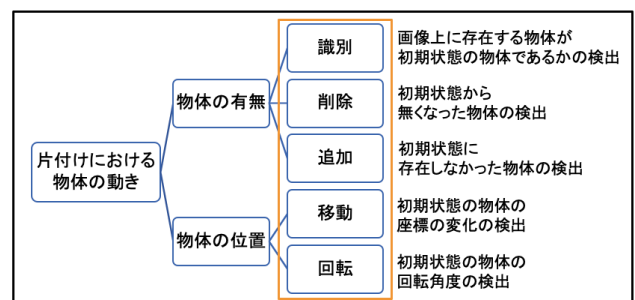 片付けにおける
物体の動き
物体の有無
識別
画像上に存在する物体が
初期状態の物体であるかの検出
削除
初期状態から
無くなった物体の検出
追加
初期状態に
存在しなかった物体の検出
物体の位置
移動
初期状態の物体の
座標の変化の検出
回転
初期状態の物体の
回転角度の検出